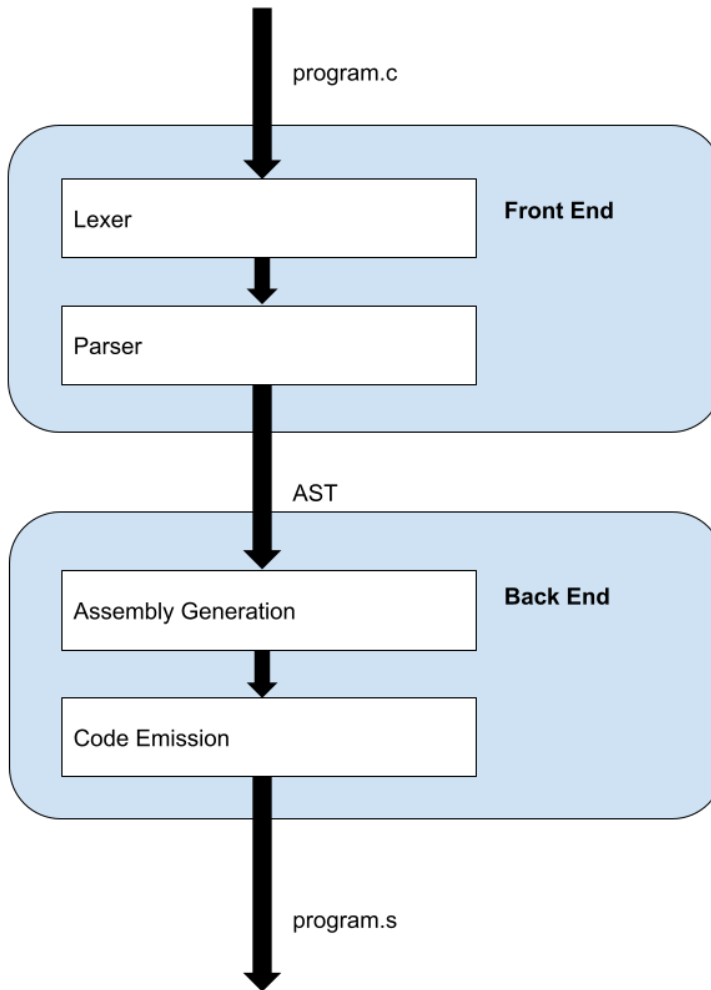 program.c
Lexer
Front End
Parser
AST
Assembly Generation
Back End
Code Emission
program.s